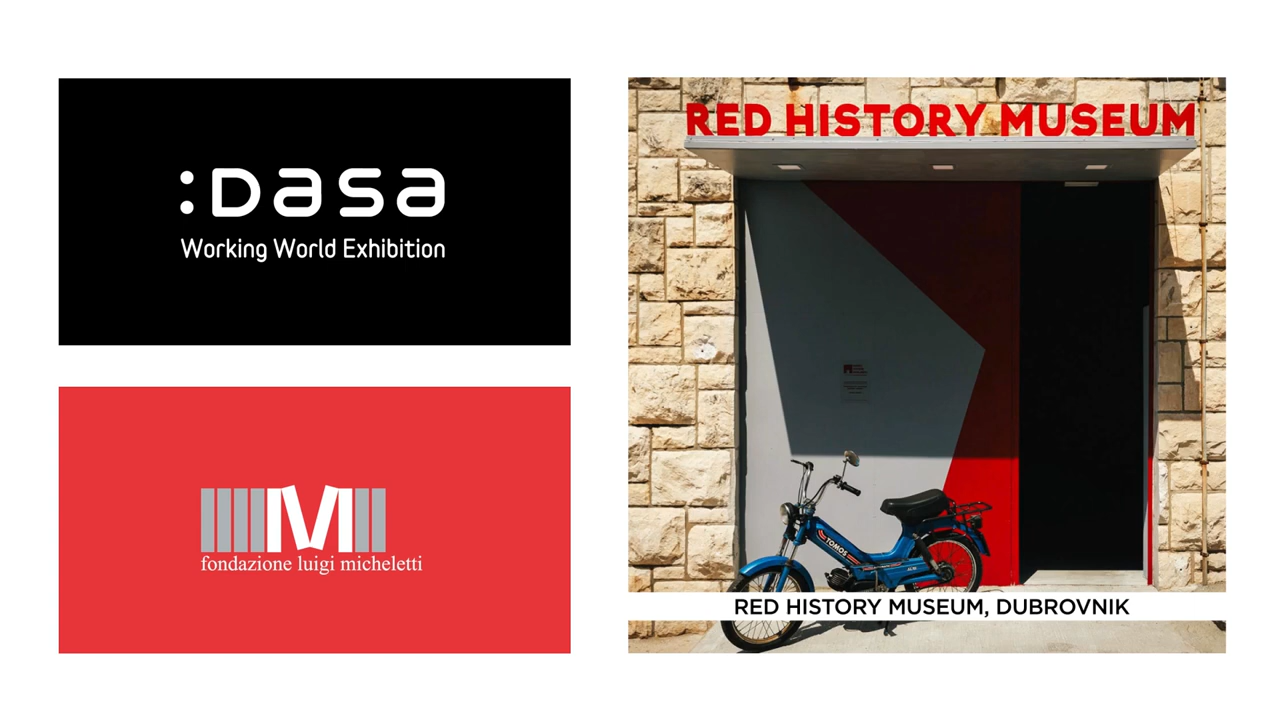 :DASA
Working World Exhibition
fondazione luigi micheletti
RED HISTORY MUSEUM
TOMOS
RED HISTORY MUSEUM, DUBROVNIK